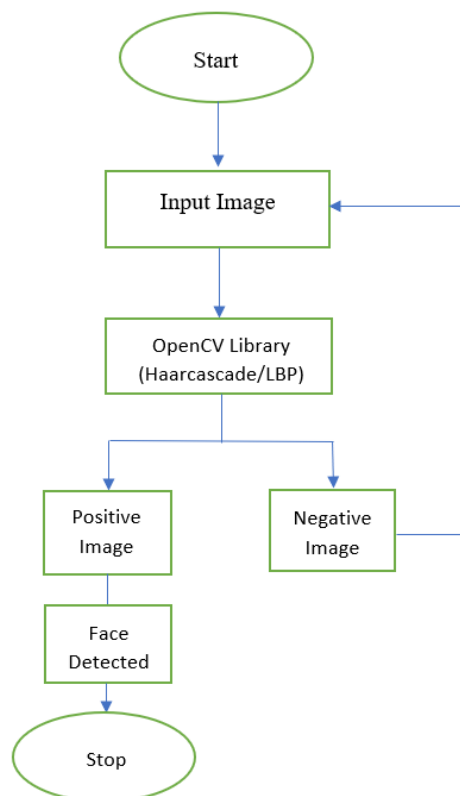 Start
Input Image
OpenCV Library
(Haarcascade/LBP)
Positive
Image
Negative
Image
Face
Detected
Stop